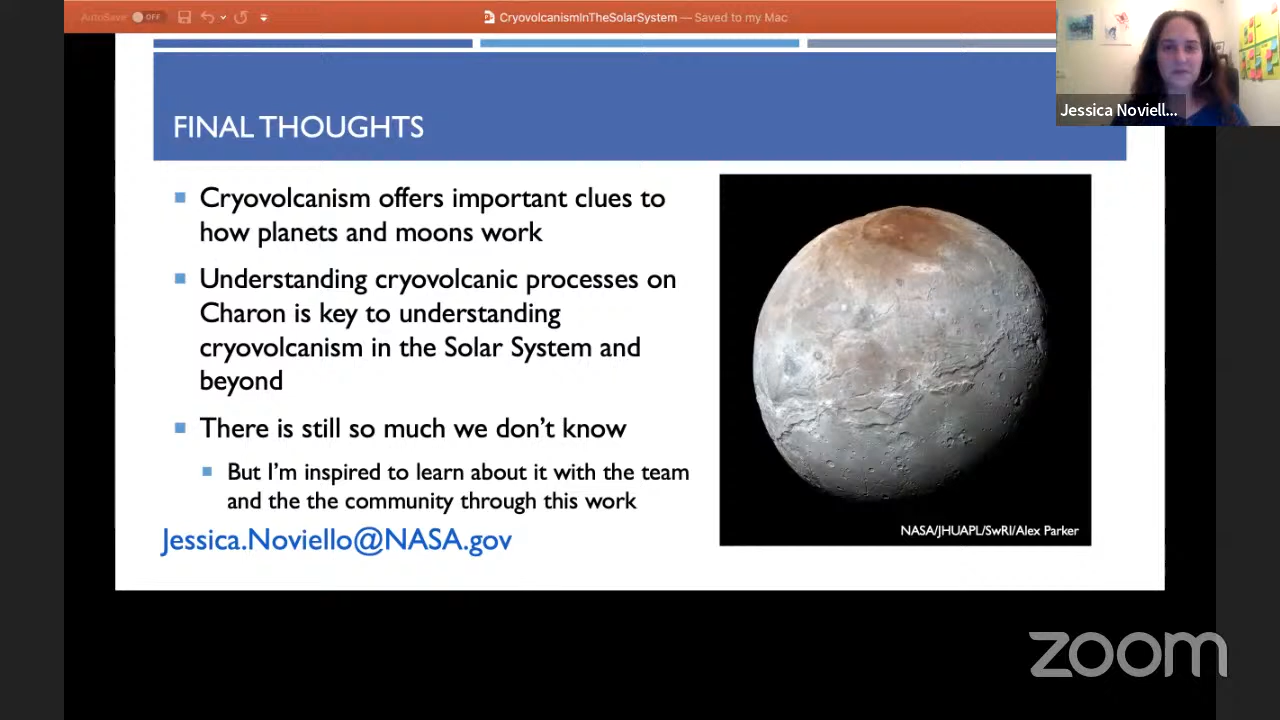 AutoSave OFF
CryovolcanismInTheSolarSystem — Saved to my Mac
Jessica Noviell...
FINAL THOUGHTS
Cryovolcanism offers important clues to
how planets and moons work
Understanding cryovolcanic processes on
Charon is key to understanding
cryovolcanism in the Solar System and
beyond
There is still so much we don't know
But I'm inspired to learn about it with the team
and the the community through this work
Jessica.Noviello@NASA.gov
NASA/JHUAPL/SwRI/Alex Parker
zoom